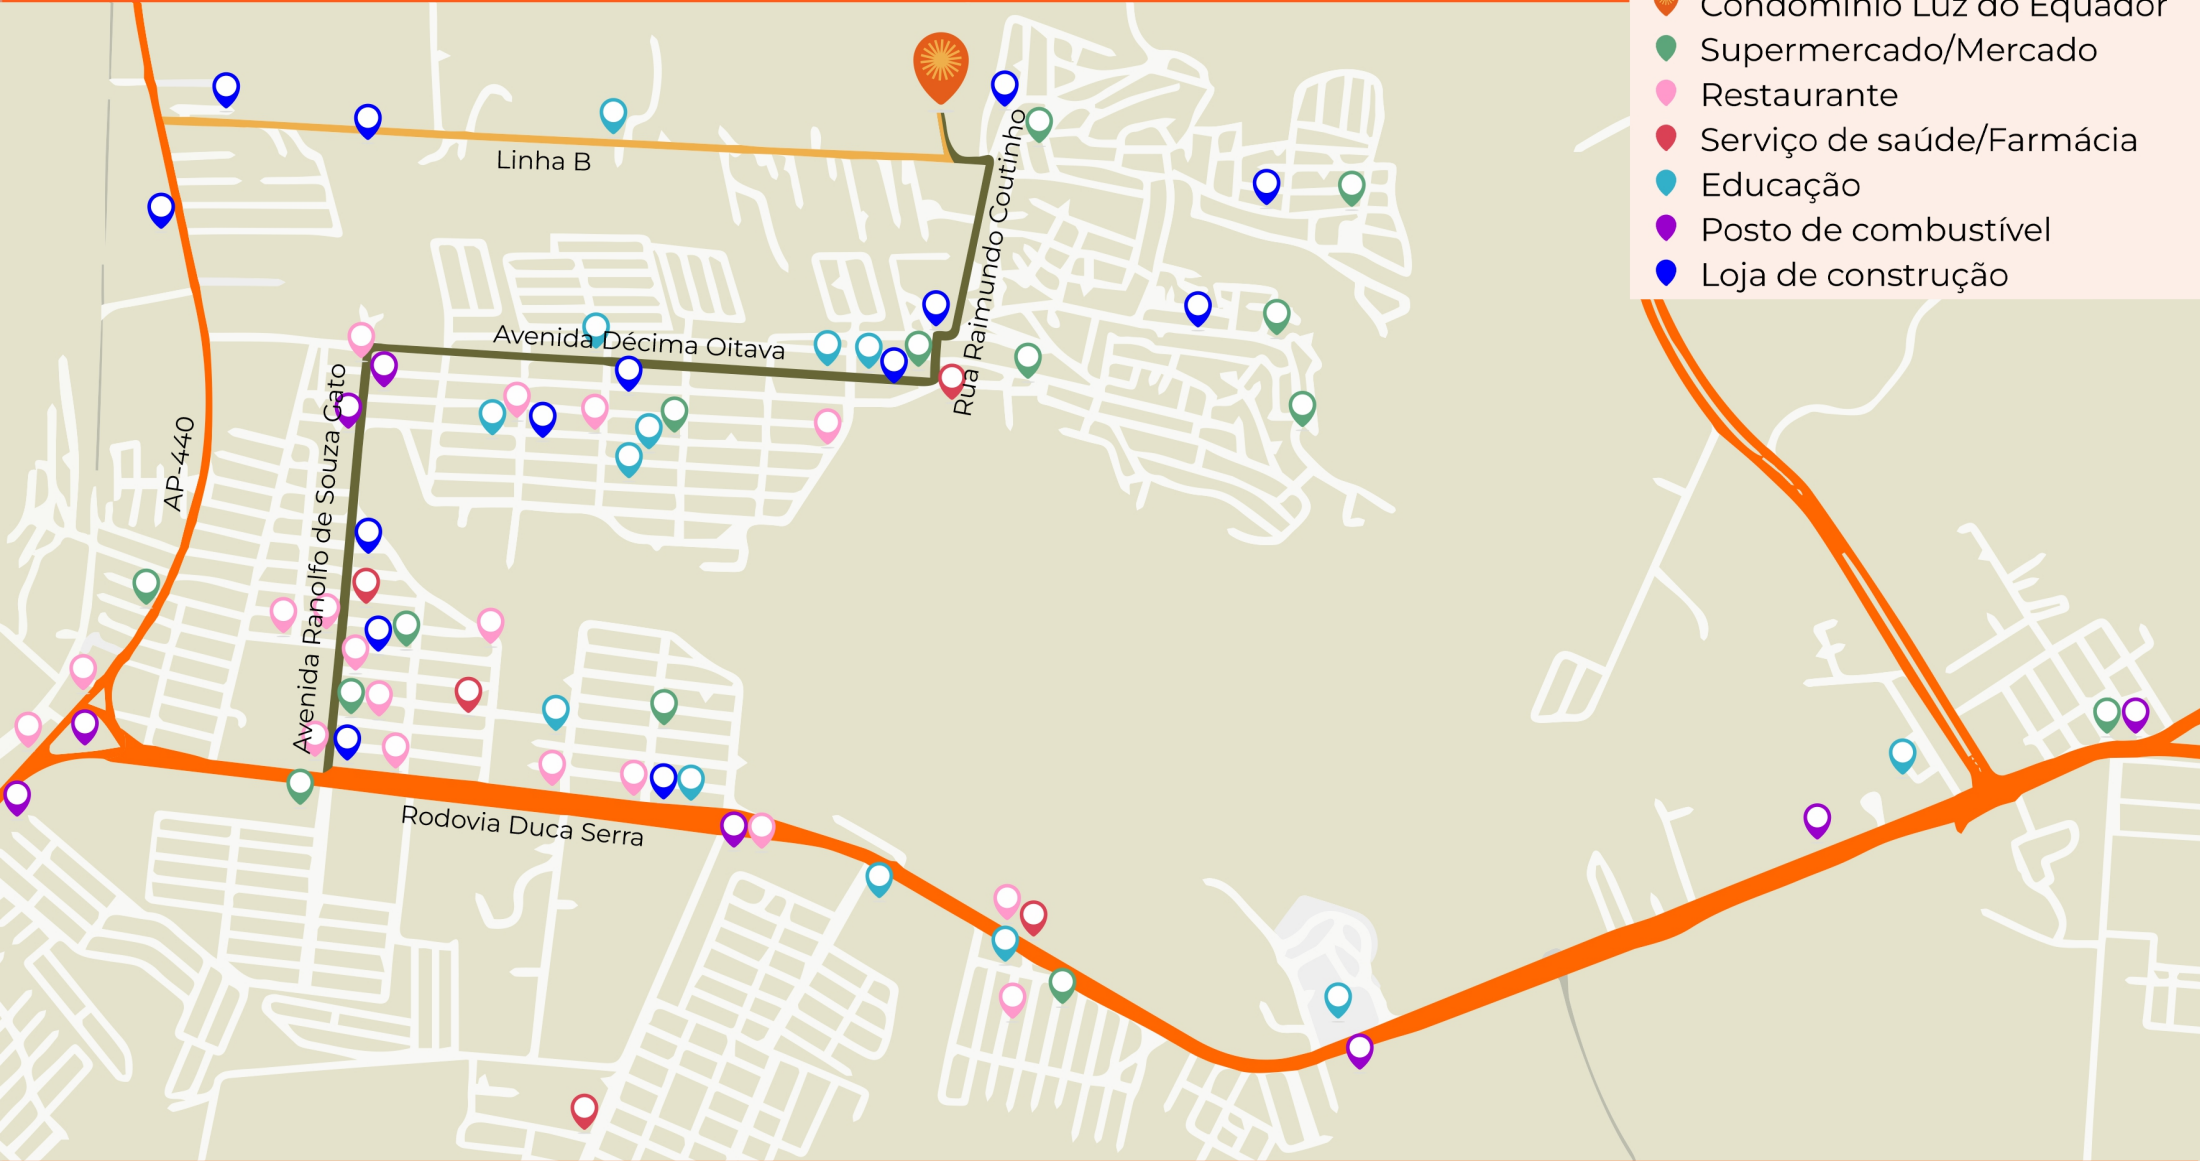 Condomínio Luz do Equador
Supermercado/Mercado
Restaurante
Serviço de saúde/Farmácia
Educação
Posto de combustível
Loja de construção
Linha B
Rua Raimundo Coutinho
Avenida Décima Oitava
Avenida Ranolfo de Souza Gato
AP-440
Rodovia Duca Serra